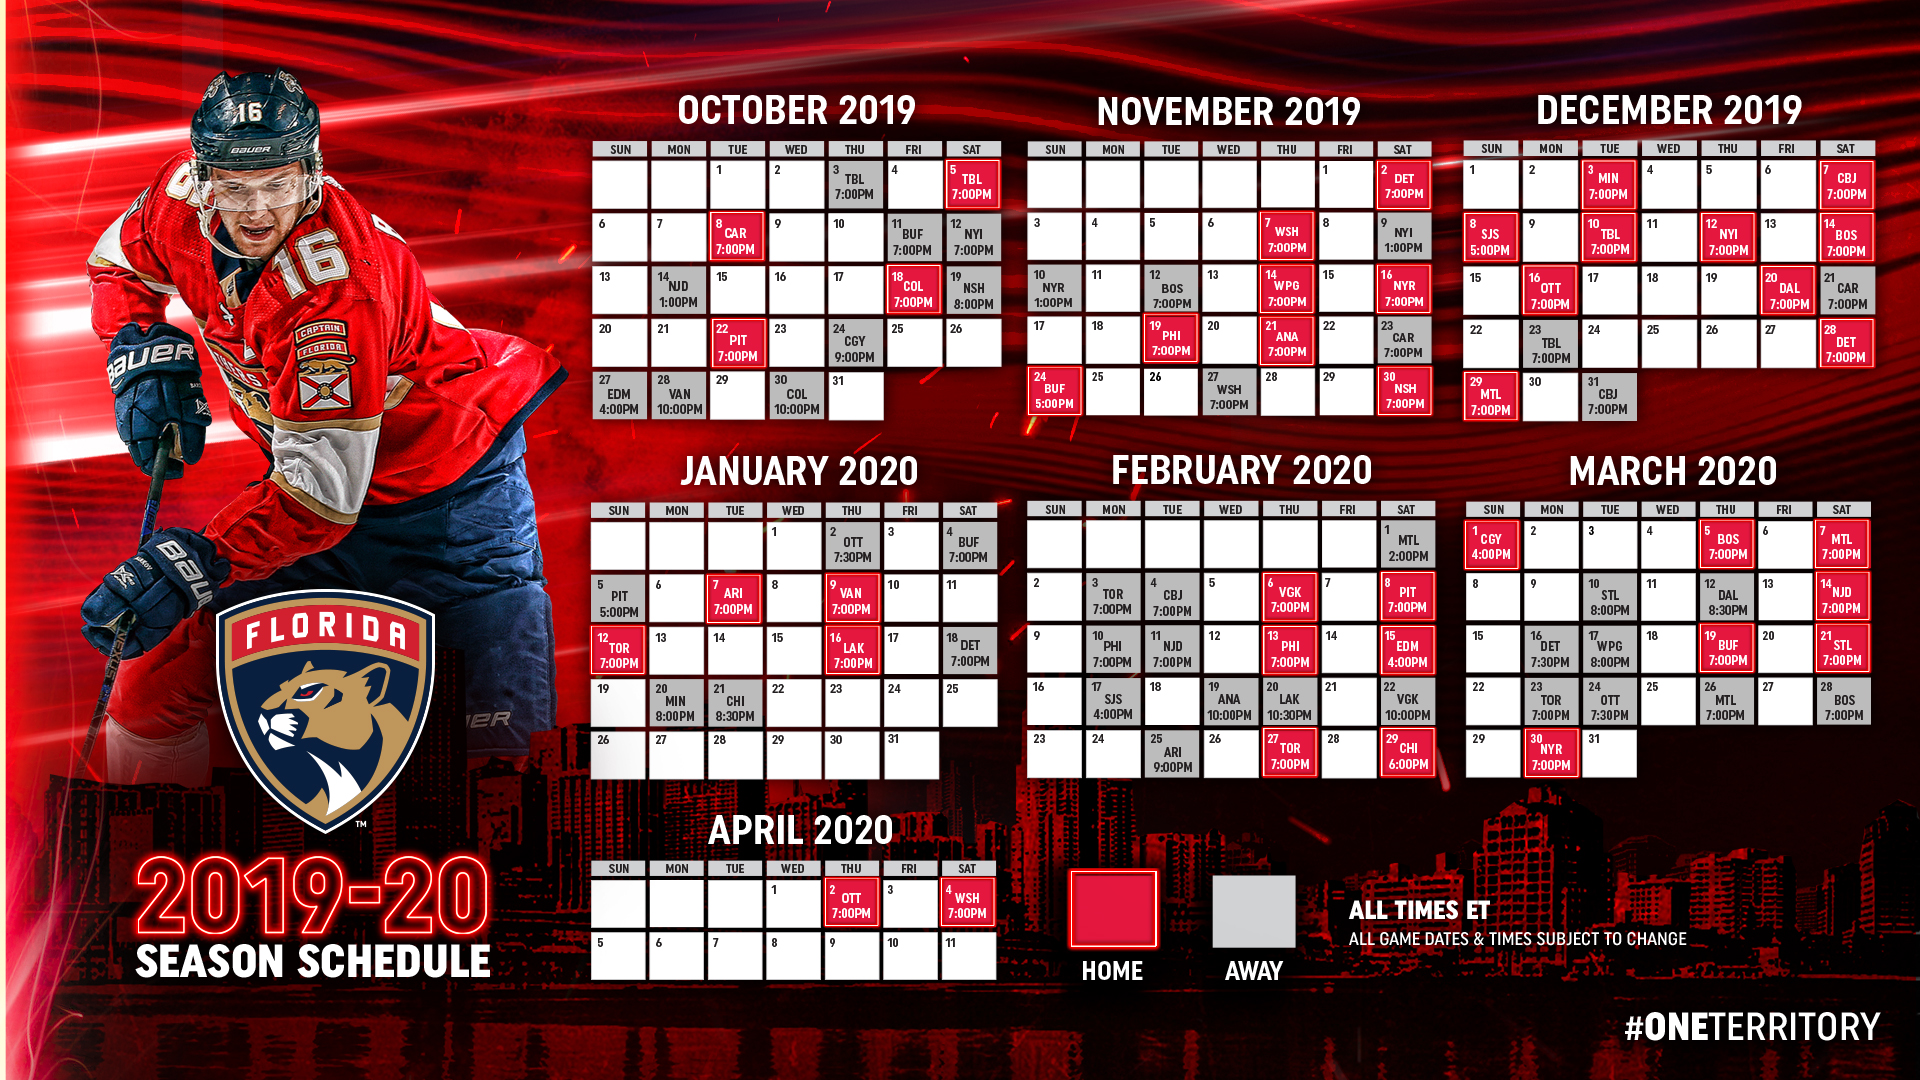 16
BAUER
16
CAPTAIN
FLORIDA
BAUER
FLORIDA
TM
2019-20
SEASON SCHEDULE
OCTOBER 2019
SUN MON TUE WED THU FRI SAT
1 2 3 TBL 7:00PM 4 5 TBL 7:00PM
6 7 8 CAR 7:00PM 9 10 11 BUF 7:00PM 12 NYI 7:00PM
13 14 NJD 1:00PM 15 16 17 18 COL 7:00PM 19 NSH 8:00PM
20 21 22 PIT 7:00PM 23 24 CGY 9:00PM 25 26
27 EDM 4:00PM 28 VAN 10:00PM 29 30 COL 10:00PM 31
NOVEMBER 2019
SUN MON TUE WED THU FRI SAT
1 2 DET 7:00PM
3 4 5 6 7 WSH 7:00PM 8 9 NYI 1:00PM
10 NYR 1:00PM 11 12 BOS 7:00PM 13 14 WPG 7:00PM 15 16 NYR 7:00PM
17 18 19 PHI 7:00PM 20 21 ANA 7:00PM 22 23 CAR 7:00PM
24 BUF 5:00PM 25 26 27 WSH 7:00PM 28 29 30 NSH 7:00PM
DECEMBER 2019
SUN MON TUE WED THU FRI SAT
1 2 3 MIN 7:00PM 4 5 6 7 CBJ 7:00PM
8 SJS 5:00PM 9 10 TBL 7:00PM 11 12 NYI 7:00PM 13 14 BOS 7:00PM
15 16 OTT 7:00PM 17 18 19 20 DAL 7:00PM 21 CAR 7:00PM
22 23 TBL 7:00PM 24 25 26 27 28 DET 7:00PM
29 MTL 7:00PM 30 31 CBJ 7:00PM
JANUARY 2020
SUN MON TUE WED THU FRI SAT
1 2 OTT 7:30PM 3 4 BUF 7:00PM
5 PIT 5:00PM 6 7 ARI 7:00PM 8 9 VAN 7:00PM 10 11
12 TOR 7:00PM 13 14 15 16 LAK 7:00PM 17 18 DET 7:00PM
19 20 MIN 8:00PM 21 CHI 8:30PM 22 23 24 25
26 27 28 29 30 31
FEBRUARY 2020
SUN MON TUE WED THU FRI SAT
1 MTL 2:00PM
2 3 TOR 7:00PM 4 CBJ 7:00PM 5 6 VGK 7:00PM 7 8 PIT 7:00PM
9 10 PHI 7:00PM 11 NJD 7:00PM 12 13 PHI 7:00PM 14 15 EDM 4:00PM
16 17 SJS 4:00PM 18 19 ANA 10:00PM 20 LAK 10:30PM 21 22 VGK 10:00PM
23 24 25 ARI 9:00PM 26 27 TOR 7:00PM 28 29 CHI 6:00PM
MARCH 2020
SUN MON TUE WED THU FRI SAT
1 CGY 4:00PM 2 3 4 5 BOS 7:00PM 6 7 MTL 7:00PM
8 9 10 STL 8:00PM 11 12 DAL 8:30PM 13 14 NJD 7:00PM
15 16 DET 7:30PM 17 WPG 8:00PM 18 19 BUF 7:00PM 20 21 STL 7:00PM
22 23 TOR 7:00PM 24 OTT 7:30PM 25 26 MTL 7:00PM 27 28 BOS 7:00PM
29 30 NYR 7:00PM 31
APRIL 2020
SUN MON TUE WED THU FRI SAT
1 2 OTT 7:00PM 3 4 WSH 7:00PM
5 6 7 8 9 10 11
HOME
AWAY
ALL TIMES ET
ALL GAME DATES & TIMES SUBJECT TO CHANGE
#ONETERRITORY